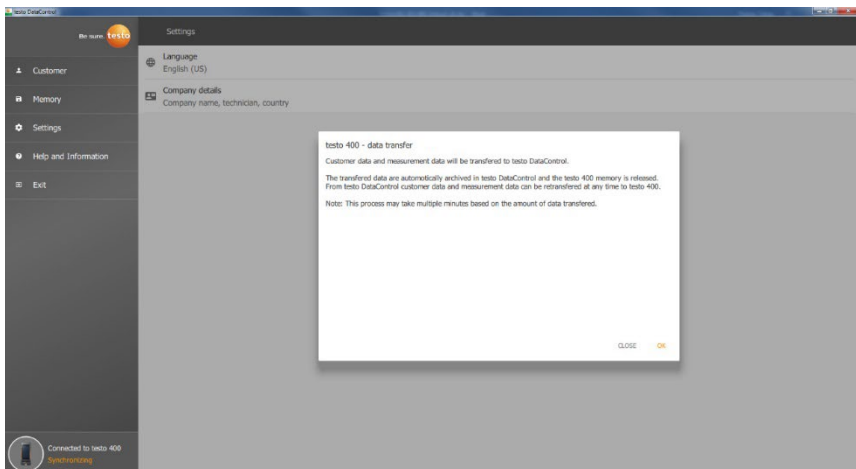 testo DataControl
Be sure. testo
Settings
Customer
Memory
Settings
Help and Information
Exit
Language
English (US)
Company details
Company name, technician, country
testo 400 - data transfer
Customer data and measurement data will be transfered to testo DataControl.
The transfered data are automatically archived in testo DataControl and the testo 400 memory is released.
From testo DataControl customer data and measurement data can be retransfered at any time to testo 400.
Note: This process may take multiple minutes based on the amount of data transfered.
CLOSE OK
Connected to testo 400
Synchronizing